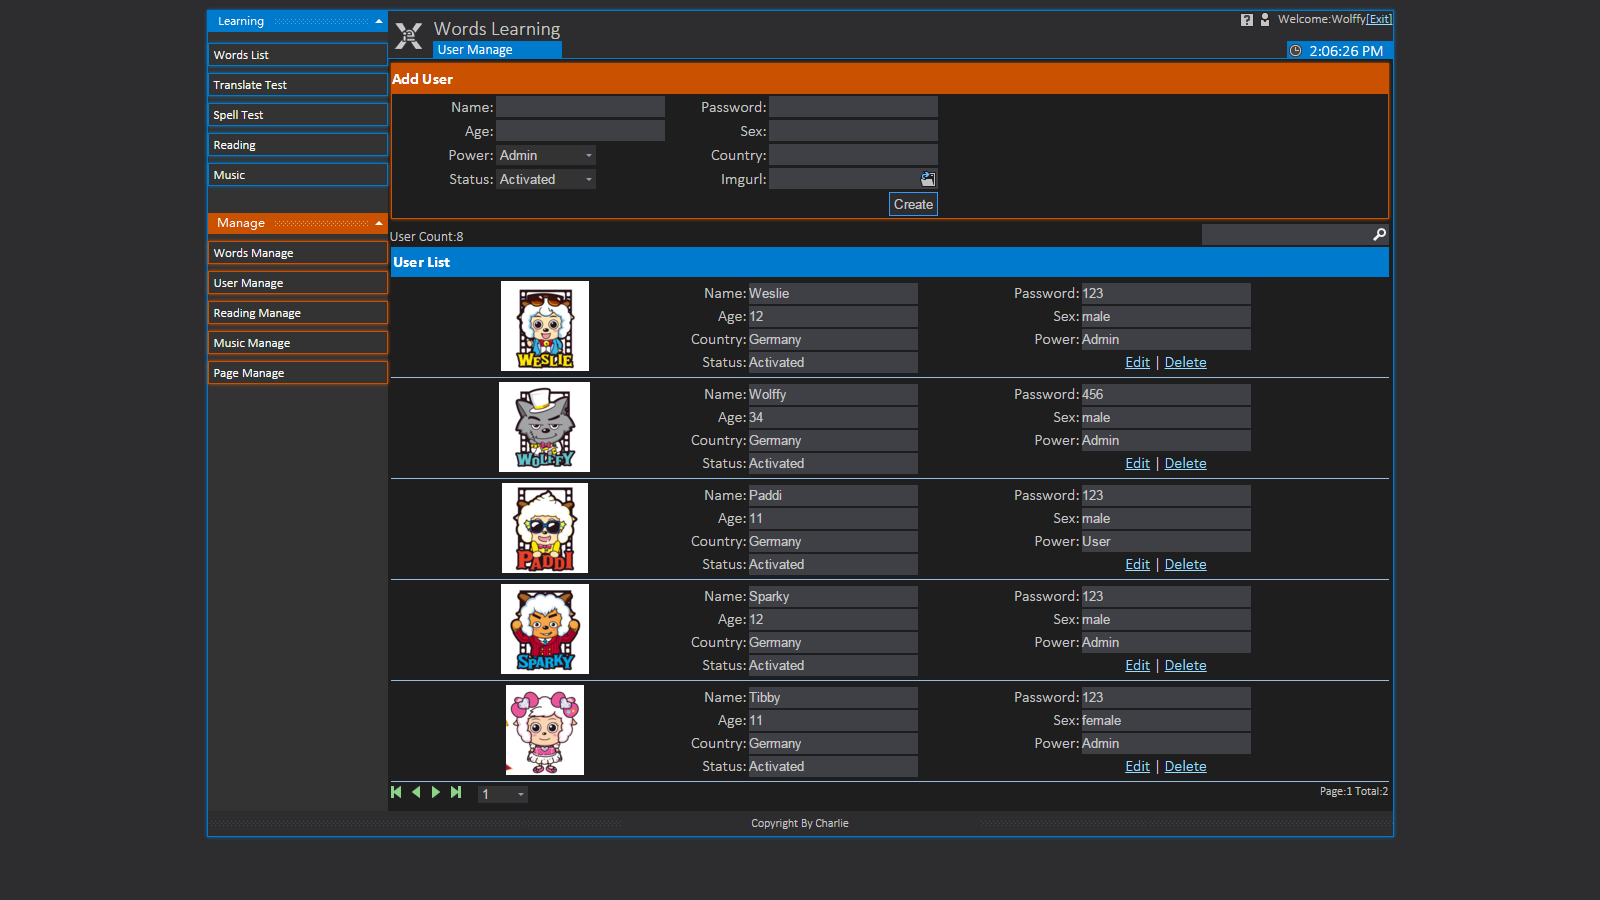 Learning
Words List
Translate Test
Spell Test
Reading
Music
Manage
Words Manage
User Manage
Reading Manage
Music Manage
Page Manage
Words Learning
User Manage
Welcome:Wolffy[Exit]
2:06:26 PM
Add User
Name: Password:
Age: Sex:
Power: Admin Country:
Status: Activated Imgurl:
Create
User Count:8
User List
WESLIE
Name: Weslie Password: 123
Age: 12 Sex: male
Country: Germany Power: Admin
Status: Activated Edit | Delete
WOLFFY
Name: Wolffy Password: 456
Age: 34 Sex: male
Country: Germany Power: Admin
Status: Activated Edit | Delete
PADDI
Name: Paddi Password: 123
Age: 11 Sex: male
Country: Germany Power: User
Status: Activated Edit | Delete
SPARKY
Name: Sparky Password: 123
Age: 12 Sex: male
Country: Germany Power: Admin
Status: Activated Edit | Delete
Name: Tibby Password: 123
Age: 11 Sex: female
Country: Germany Power: Admin
Status: Activated Edit | Delete
1
Page:1 Total:2
Copyright By Charlie